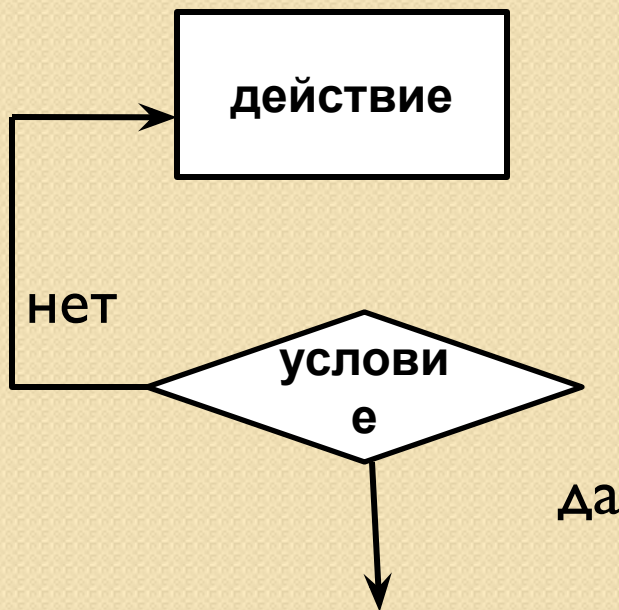 действие
нет
услови
е
да